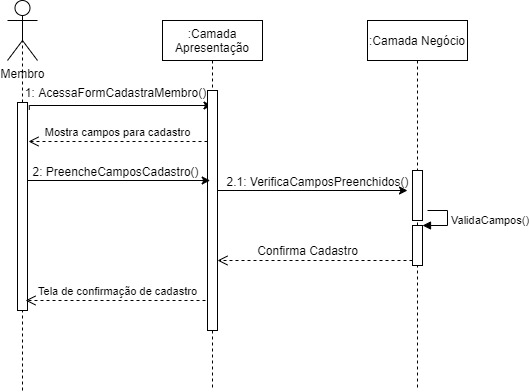 :Camada
Apresentação
:Camada Negócio
Membro
1: AcessaFormCadastraMembro()
Mostra campos para cadastro
2: PreencheCamposCadastro()
2.1: VerificaCamposPreenchidos()
ValidaCampos()
Confirma Cadastro
Tela de confirmação de cadastro